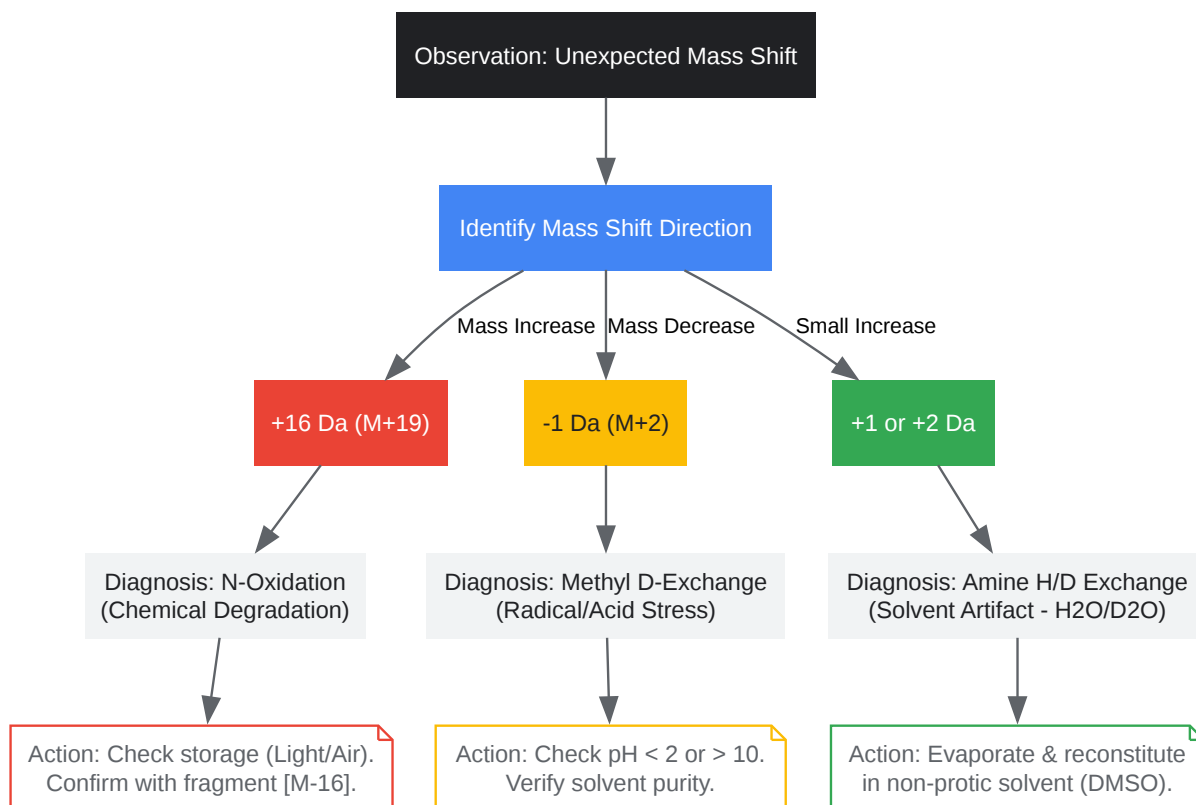 Observation: Unexpected Mass Shift
Identify Mass Shift Direction
Mass Increase
Mass Decrease
Small Increase
+16 Da (M+19)
-1 Da (M+2)
+1 or +2 Da
Diagnosis: N-Oxidation
(Chemical Degradation)
Diagnosis: Methyl D-Exchange
(Radical/Acid Stress)
Diagnosis: Amine H/D Exchange
(Solvent Artifact - H2O/D2O)
Action: Check storage (Light/Air).
Confirm with fragment [M-16].
Action: Check pH < 2 or > 10.
Verify solvent purity.
Action: Evaporate & reconstitute
in non-protic solvent (DMSO).